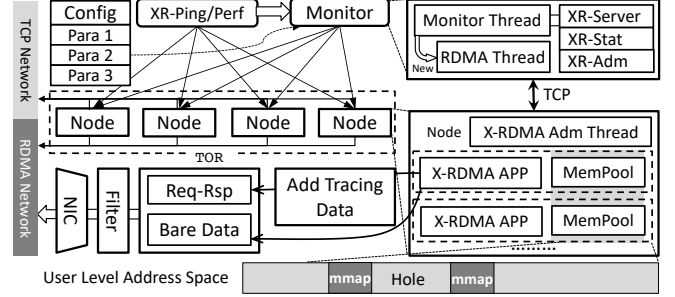 Config
Para 1
Para 2
Para 3
XR-Ping/Perf
Monitor
Monitor Thread
New
RDMA Thread
XR-Server
XR-Stat
XR-Adm
TCP Network
RDMA Network
TCP
Node
Node
Node
Node
TOR
Node
X-RDMA Adm Thread
X-RDMA APP
MemPool
X-RDMA APP
MemPool
.........
NIC
Filter
Req-Rsp
Bare Data
Add Tracing
Data
User Level Address Space
mmap
Hole
mmap